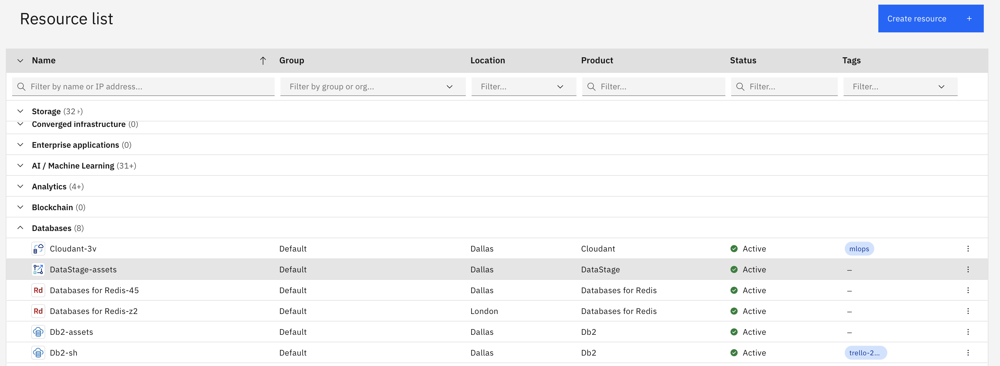 Resource list
Create resource +
Name Group Location Product Status Tags
Filter by name or IP address... Filter by group or org... Filter... Filter... Filter... Filter...
Storage (32+)
Converged infrastructure (0)
Enterprise applications (0)
AI / Machine Learning (31+)
Analytics (4+)
Blockchain (0)
Databases (8)
Cloudant-3v Default Dallas Cloudant Active mlops
DataStage-assets Default Dallas DataStage Active –
Rd Databases for Redis-45 Default Dallas Databases for Redis Active –
Rd Databases for Redis-z2 Default London Databases for Redis Active –
Db2-assets Default Dallas Db2 Active –
Db2-sh Default Dallas Db2 Active trello-2...